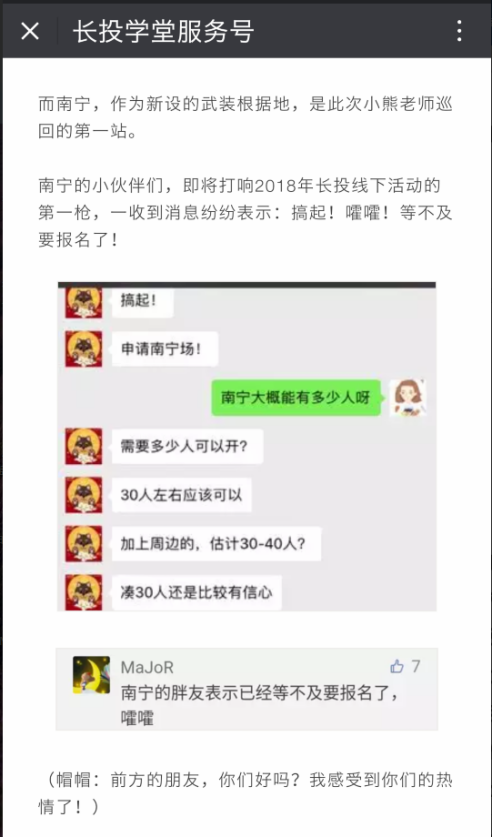 长投学堂服务号
而南宁，作为新设的武装根据地，是此次小熊老师巡
回的第一站。
南宁的小伙伴们，即将打响2018年长投线下活动的
第一枪，一收到消息纷纷表示：搞起！嚯嚯！等不及
要报名了！
搞起！
申请南宁场！
南宁大概能有多少人呀
需要多少人可以开？
30人左右应该可以
加上周边的，估计30-40人？
凑30人还是比较有信心
MaJoR
7
南宁的胖友表示已经等不及要报名了，
嚯嚯
（帽帽：前方的朋友，你们好吗？我感受到你们的热
情了！）